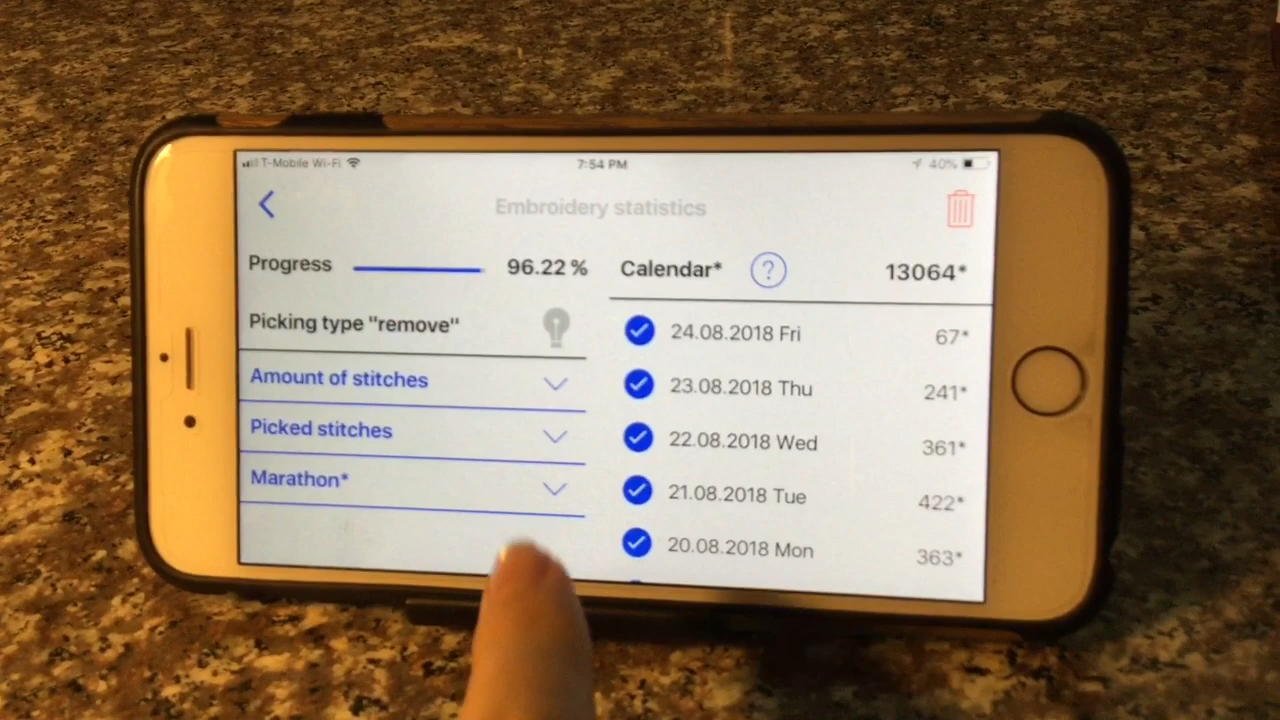 T-Mobile Wi-Fi 7:54 PM 40%
Embroidery statistics
Progress 96.22 %
Picking type "remove"
Amount of stitches
Picked stitches
Marathon*
Calendar* ? 13064*
24.08.2018 Fri 67*
23.08.2018 Thu 241*
22.08.2018 Wed 361*
21.08.2018 Tue 422*
20.08.2018 Mon 363*